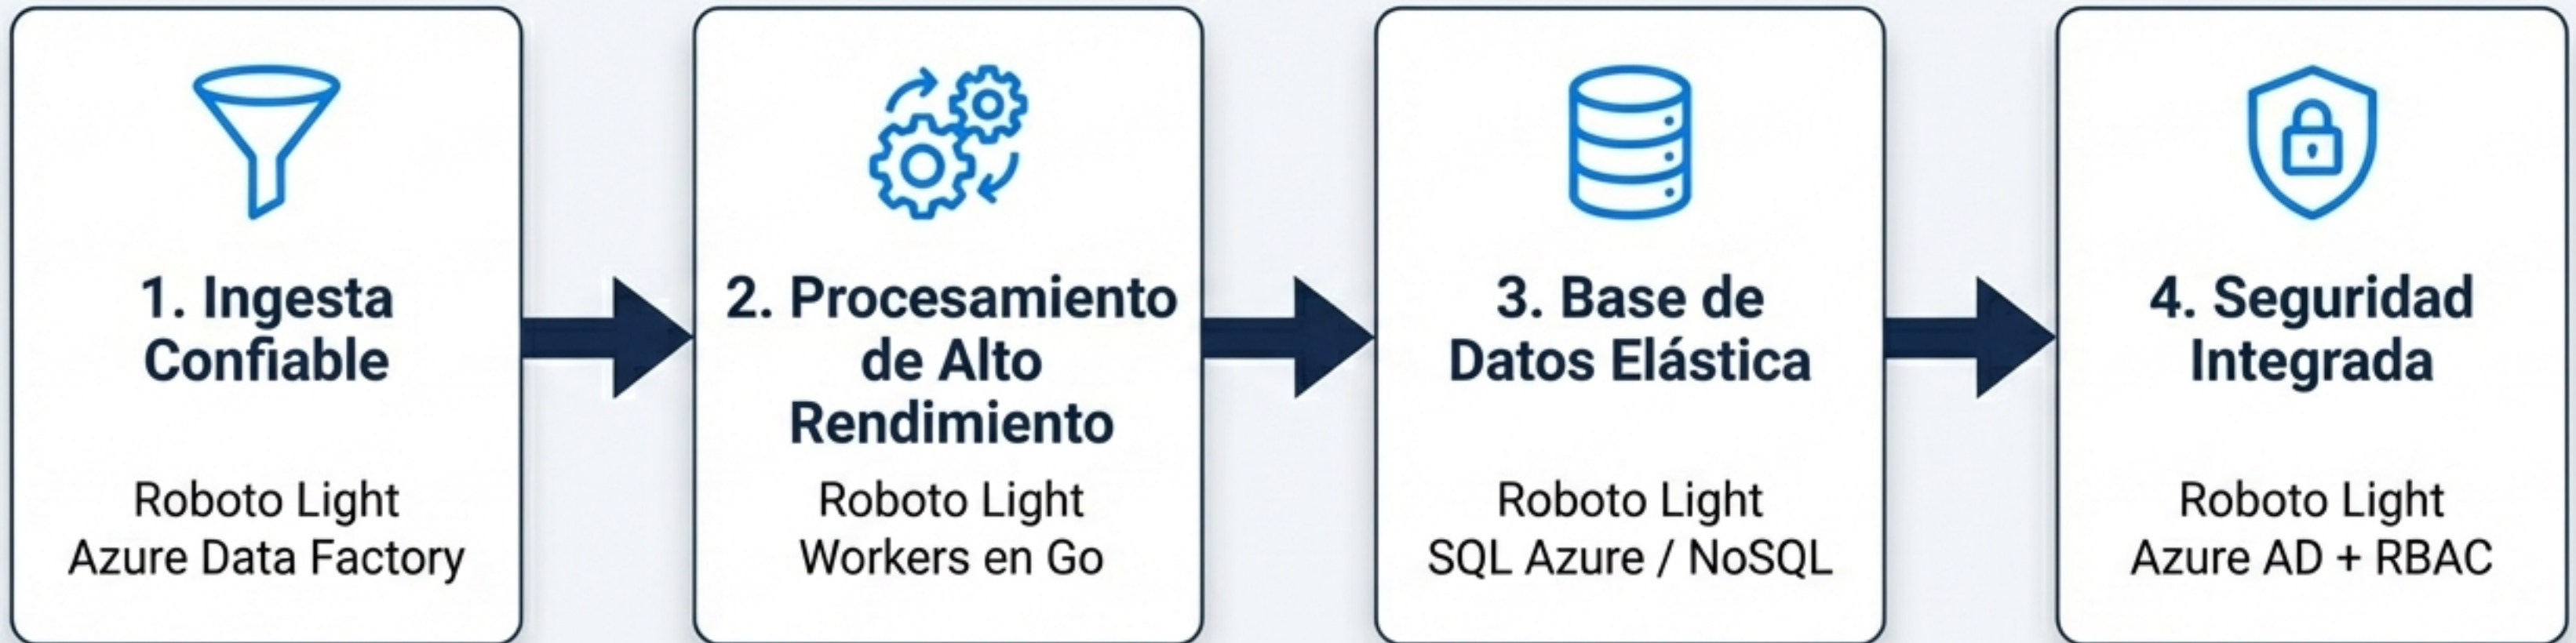 1. Ingesta
Confiable
Roboto Light
Azure Data Factory
2. Procesamiento
de Alto
Rendimiento
Roboto Light
Workers en Go
3. Base de
Datos Elástica
Roboto Light
SQL Azure / NoSQL
4. Seguridad
Integrada
Roboto Light
Azure AD + RBAC